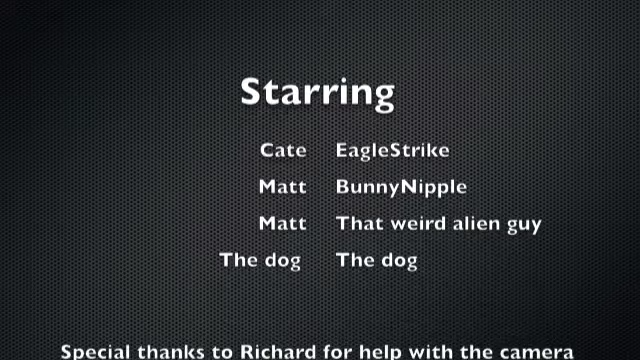 Starring
Cate EagleStrike
Matt BunnyNipple
Matt That weird alien guy
The dog The dog
Special thanks to Richard for help with the camera